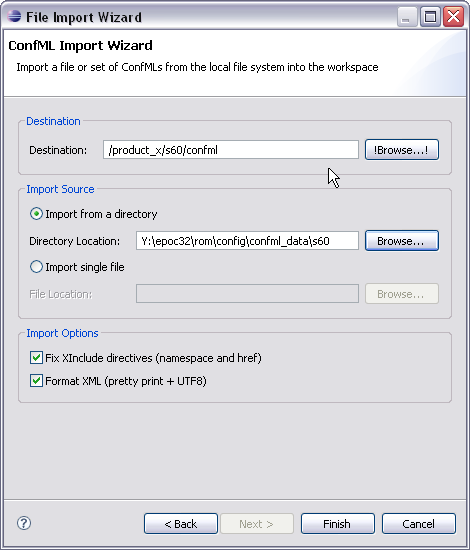 File Import Wizard
ConfML Import Wizard
Import a file or set of ConfMLs from the local file system into the workspace
Destination
Destination: /product_x/s60/confml !Browse...!
Import Source
Import from a directory
Directory Location: Y:\epoc32\rom\config\confml_data\s60 Browse...
Import single file
File Location: Browse...
Import Options
Fix XInclude directives (namespace and href)
Format XML (pretty print + UTF8)
? < Back Next > Finish Cancel